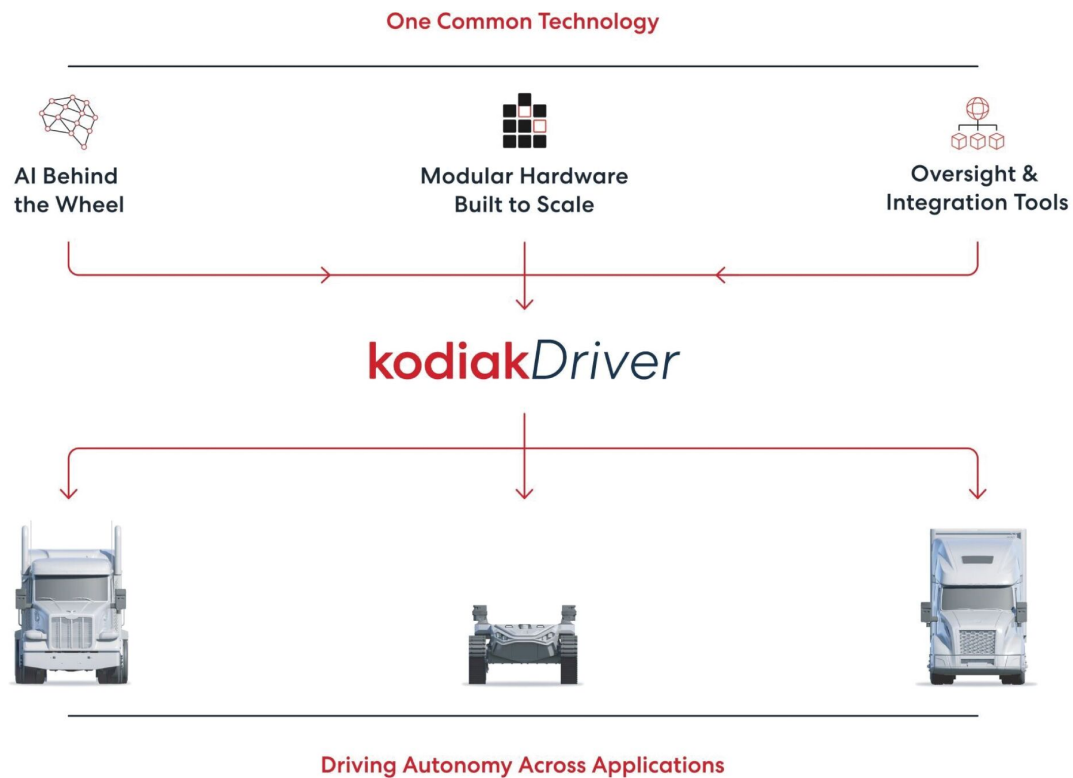 One Common Technology
AI Behind
the Wheel
Modular Hardware
Built to Scale
Oversight &
Integration Tools
kodiakDriver
Driving Autonomy Across Applications